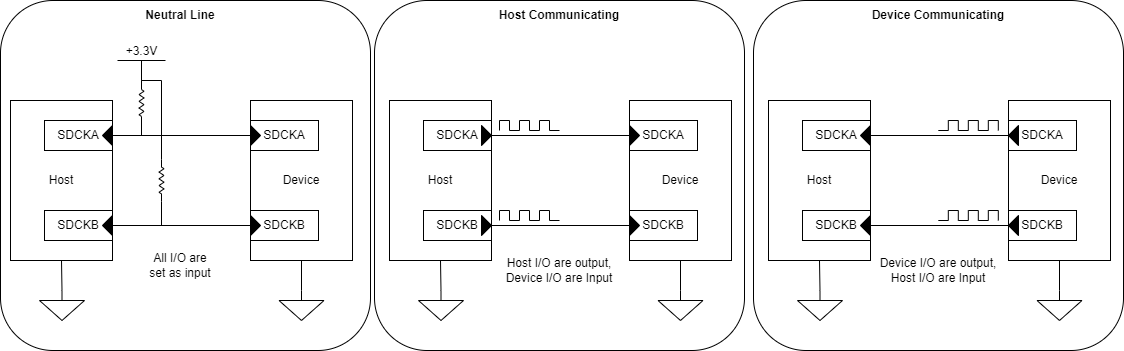 Neutral Line
+3.3V
SDCKA
SDCKA
Host
Device
SDCKB
SDCKB
All I/O are
set as input
Host Communicating
SDCKA
SDCKA
Host
Device
SDCKB
SDCKB
Host I/O are output,
Device I/O are Input
Device Communicating
SDCKA
SDCKA
Host
Device
SDCKB
SDCKB
Device I/O are output,
Host I/O are Input